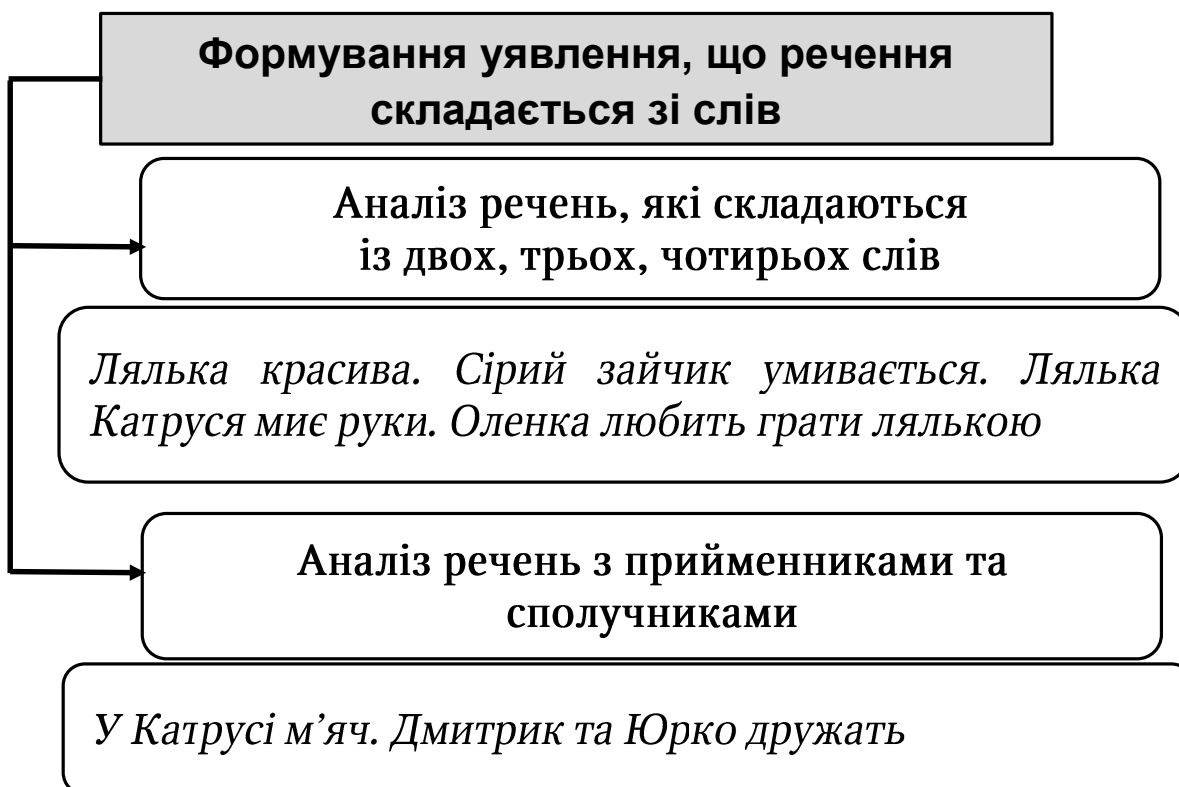 Формування уявлення, що речення
складається зі слів
Аналіз речень, які складаються
із двох, трьох, чотирьох слів
Лялька красива. Сірий зайчик умивається. Лялька
Катруся миє руки. Оленка любить грати лялькою
Аналіз речень з прийменниками та
сполучниками
У Катрусі м’яч. Дмитрик та Юрко дружать